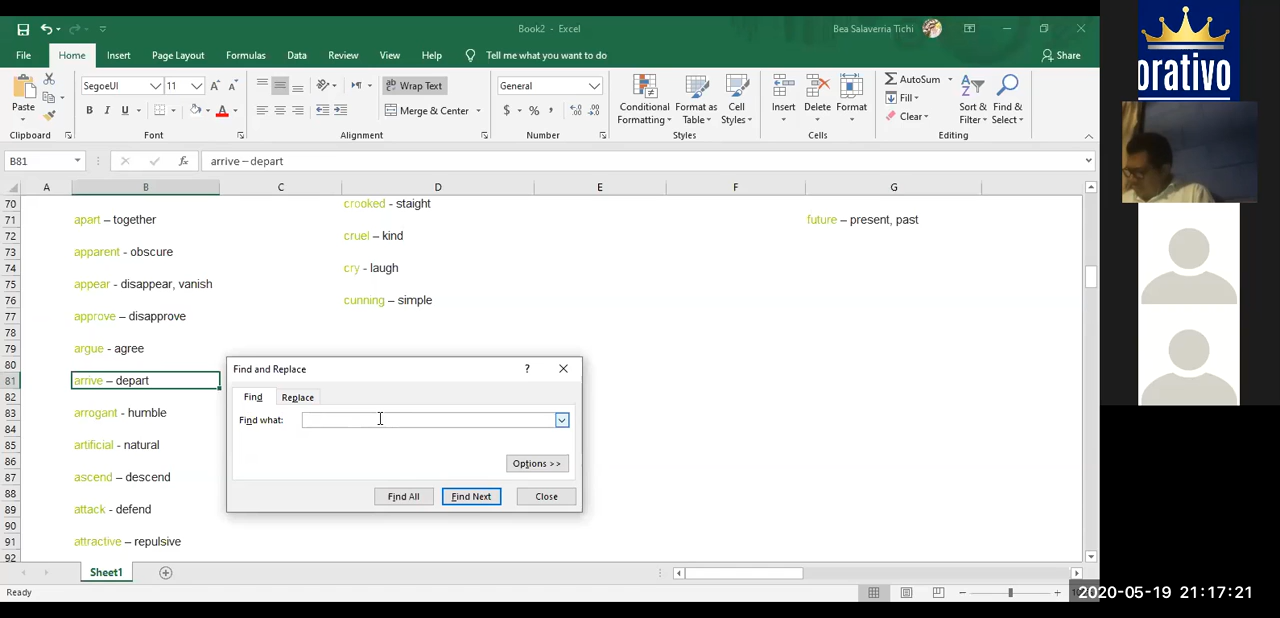 Book2 - Excel
Bea Salaverria Tichi
File Home Insert Page Layout Formulas Data Review View Help Tell me what you want to do Share
SegoeUI 11 Wrap Text General AutoSum
Paste B I U Merge & Center $ % Conditional Formatting Format as Table Cell Styles Insert Delete Format Fill Clear Sort & Filter Find & Select
Clipboard Font Alignment Number Styles Cells Editing
B81 fx arrive – depart
A B C D E F G
70 crooked - staight
71 apart – together future – present, past
72 cruel – kind
73 apparent - obscure
74 cry - laugh
75 appear - disappear, vanish
76 cunning – simple
77 approve – disapprove
78
79 argue - agree
80
81 arrive – depart
82
83 arrogant - humble
84
85 artificial - natural
86
87 ascend – descend
88
89 attack - defend
90
91 attractive – repulsive
92
Find and Replace ?
Find Replace
Find what:
Options >>
Find All Find Next Close
Sheet1
Ready
orativo
2020-05-19 21:17:21